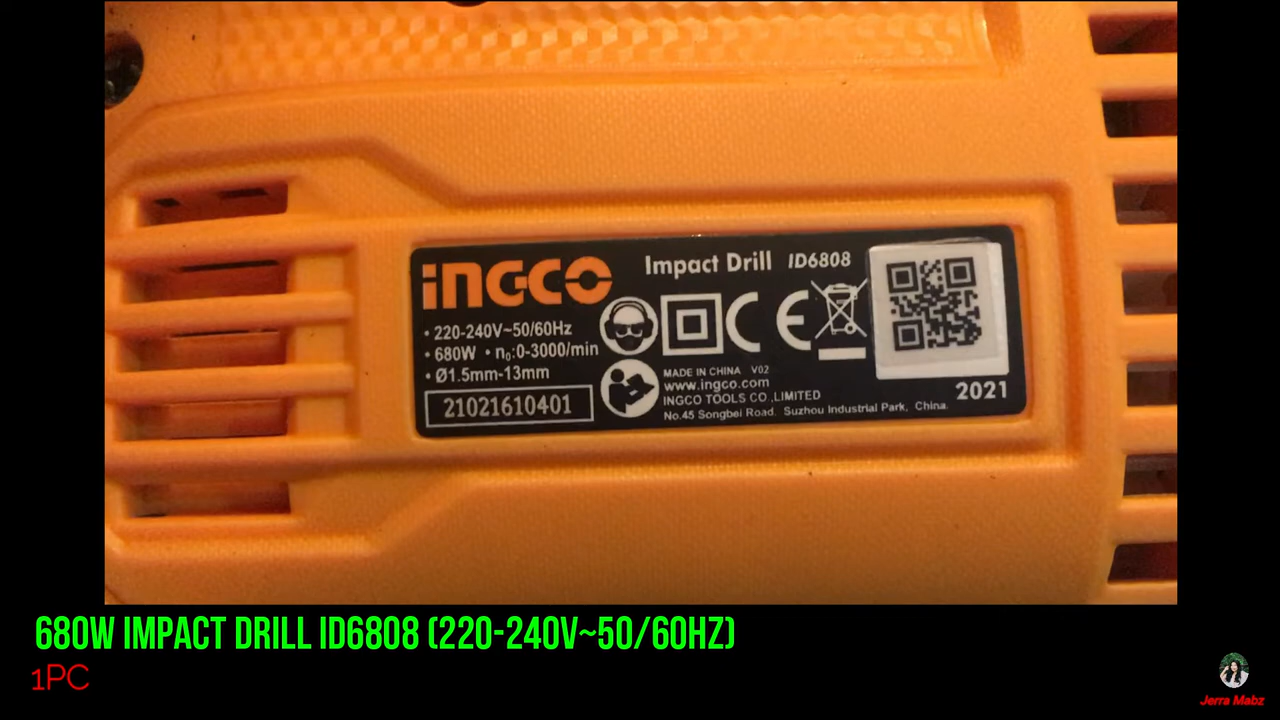 INGCO
Impact Drill ID6808
• 220-240V~50/60Hz
• 680W • n₀:0-3000/min
• Ø1.5mm-13mm
21021610401
CE
MADE IN CHINA V02
www.ingco.com
INGCO TOOLS CO.,LIMITED
No.45 Songbei Road, Suzhou Industrial Park, China.
2021
680W IMPACT DRILL ID6808 (220-240V~50/60HZ)
1PC
Jerra Mabz